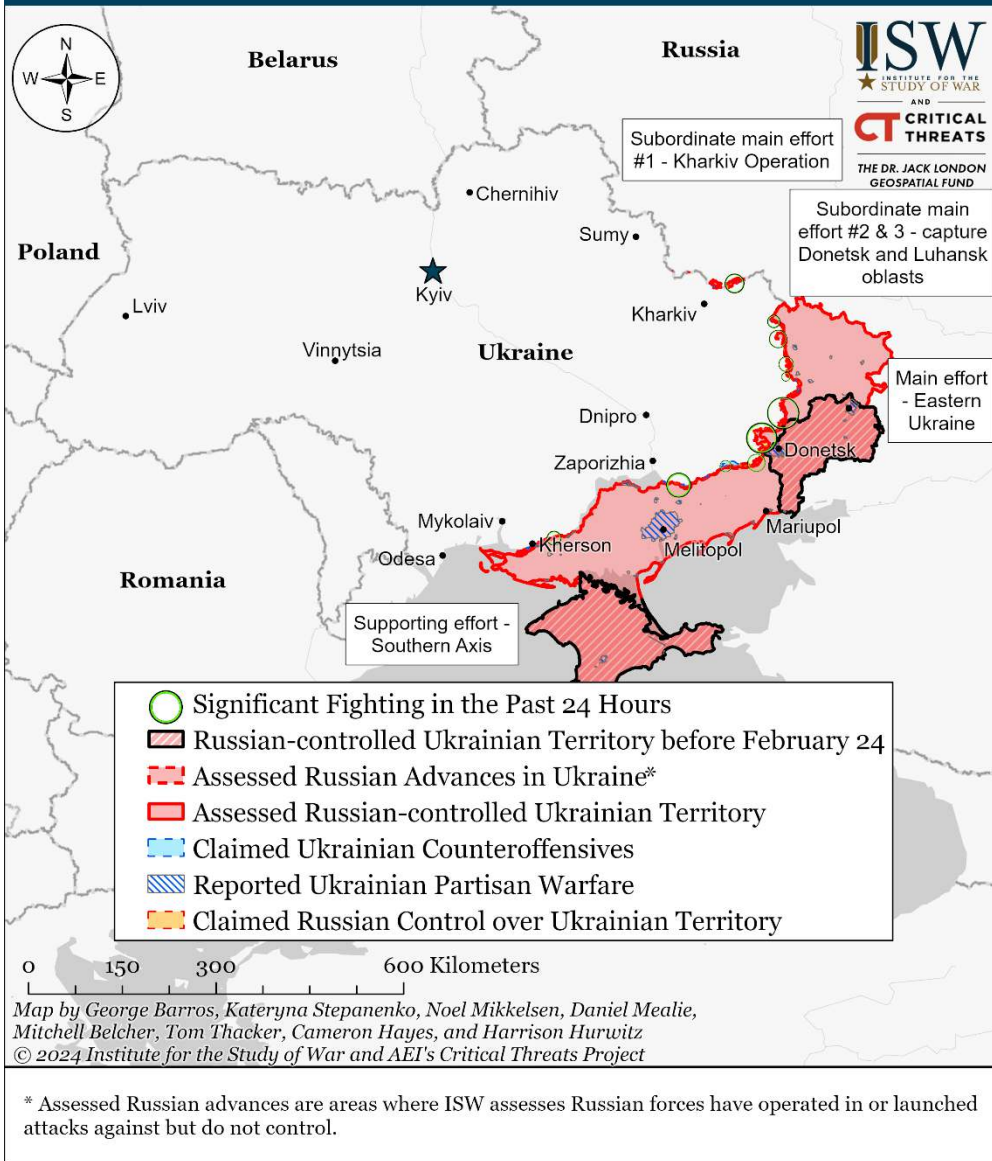 N
W
E
S
Belarus
Russia
ISW
INSTITUTE FOR THE
STUDY OF WAR
AND
CT CRITICAL
THREATS
THE DR. JACK LONDON
GEOSPATIAL FUND
Subordinate main effort
#1 - Kharkiv Operation
Subordinate main
effort #2 & 3 - capture
Donetsk and Luhansk
oblasts
Chernihiv
Sumy
Poland
Kyiv
Lviv
Kharkiv
Vinnytsia
Ukraine
Main effort
- Eastern
Ukraine
Dnipro
Donetsk
Zaporizhia
Mykolaiv
Mariupol
Kherson
Melitopol
Odesa
Romania
Supporting effort -
Southern Axis
Significant Fighting in the Past 24 Hours
Russian-controlled Ukrainian Territory before February 24
Assessed Russian Advances in Ukraine*
Assessed Russian-controlled Ukrainian Territory
Claimed Ukrainian Counteroffensives
Reported Ukrainian Partisan Warfare
Claimed Russian Control over Ukrainian Territory
0 150 300 600 Kilometers
Map by George Barros, Kateryna Stepanenko, Noel Mikkelsen, Daniel Mealie,
Mitchell Belcher, Tom Thacker, Cameron Hayes, and Harrison Hurwitz
© 2024 Institute for the Study of War and AEI's Critical Threats Project
* Assessed Russian advances are areas where ISW assesses Russian forces have operated in or launched
attacks against but do not control.